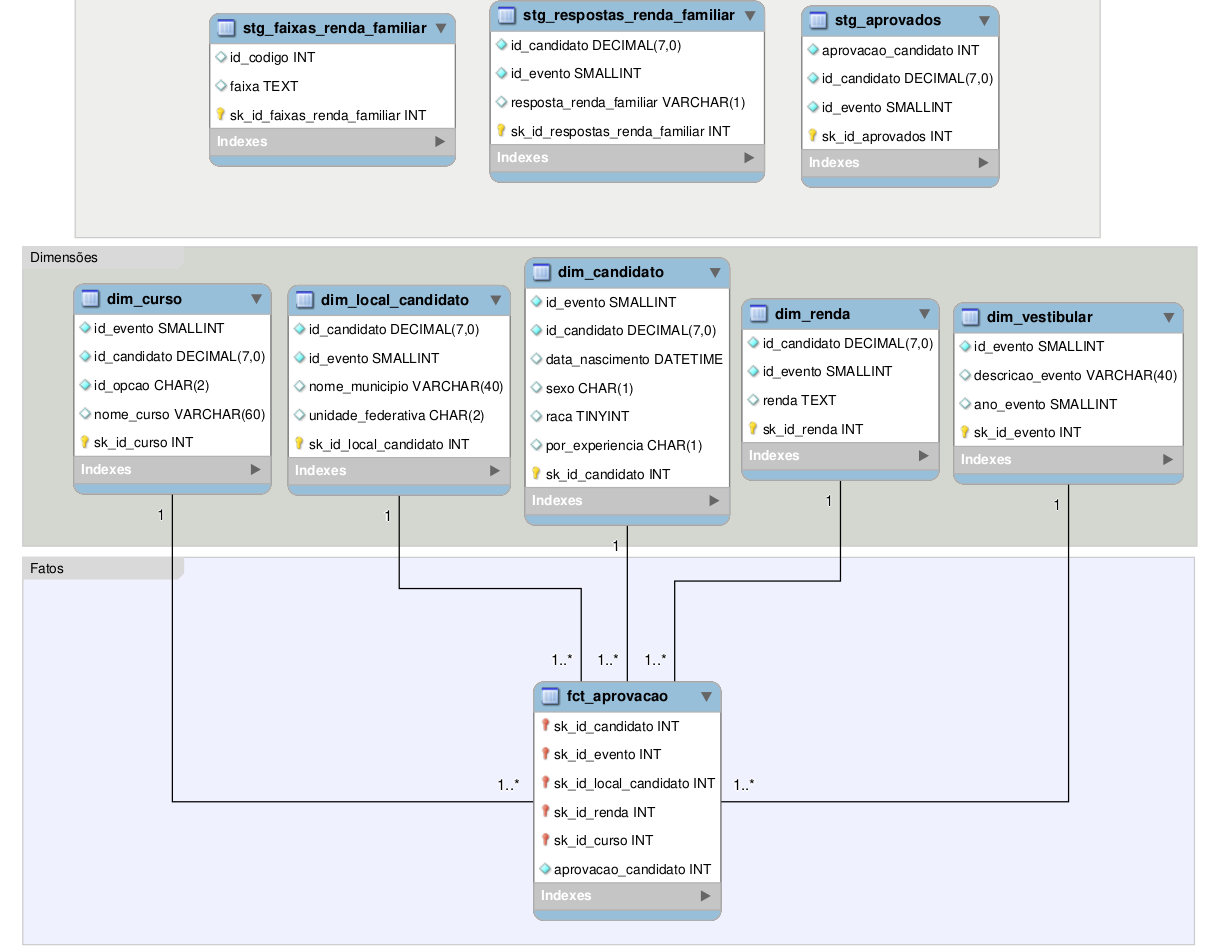 stg_faixas_renda_familiar
id_codigo INT
faixa TEXT
sk_id_faixas_renda_familiar INT
Indexes
stg_respostas_renda_familiar
id_candidato DECIMAL(7,0)
id_evento SMALLINT
resposta_renda_familiar VARCHAR(1)
sk_id_respostas_renda_familiar INT
Indexes
stg_aprovados
aprovacao_candidato INT
id_candidato DECIMAL(7,0)
id_evento SMALLINT
sk_id_aprovados INT
Indexes
Dimensões
dim_curso
id_evento SMALLINT
id_candidato DECIMAL(7,0)
id_opcao CHAR(2)
nome_curso VARCHAR(60)
sk_id_curso INT
Indexes
dim_local_candidato
id_candidato DECIMAL(7,0)
id_evento SMALLINT
nome_municipio VARCHAR(40)
unidade_federativa CHAR(2)
sk_id_local_candidato INT
Indexes
dim_candidato
id_evento SMALLINT
id_candidato DECIMAL(7,0)
data_nascimento DATETIME
sexo CHAR(1)
raca TINYINT
por_experiencia CHAR(1)
sk_id_candidato INT
Indexes
dim_renda
id_candidato DECIMAL(7,0)
id_evento SMALLINT
renda TEXT
sk_id_renda INT
Indexes
dim_vestibular
id_evento SMALLINT
descricao_evento VARCHAR(40)
ano_evento SMALLINT
sk_id_evento INT
Indexes
1
1
1
1
1
Fatos
1..*
1..*
1..*
1..*
1..*
fct_aprovacao
sk_id_candidato INT
sk_id_evento INT
sk_id_local_candidato INT
sk_id_renda INT
sk_id_curso INT
aprovacao_candidato INT
Indexes